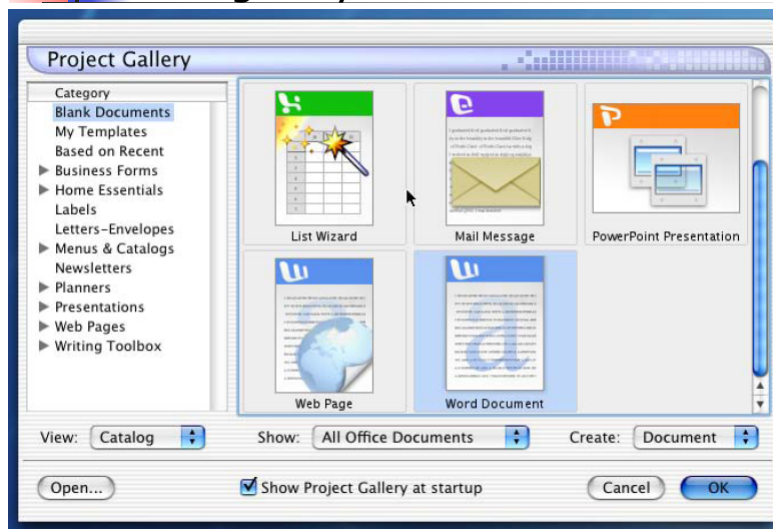 Project Gallery
Category
Blank Documents
My Templates
Based on Recent
Business Forms
Home Essentials
Labels
Letters-Envelopes
Menus & Catalogs
Newsletters
Planners
Presentations
Web Pages
Writing Toolbox
List Wizard
Mail Message
PowerPoint Presentation
Web Page
Word Document
View: Catalog Show: All Office Documents Create: Document
Open... Show Project Gallery at startup Cancel OK